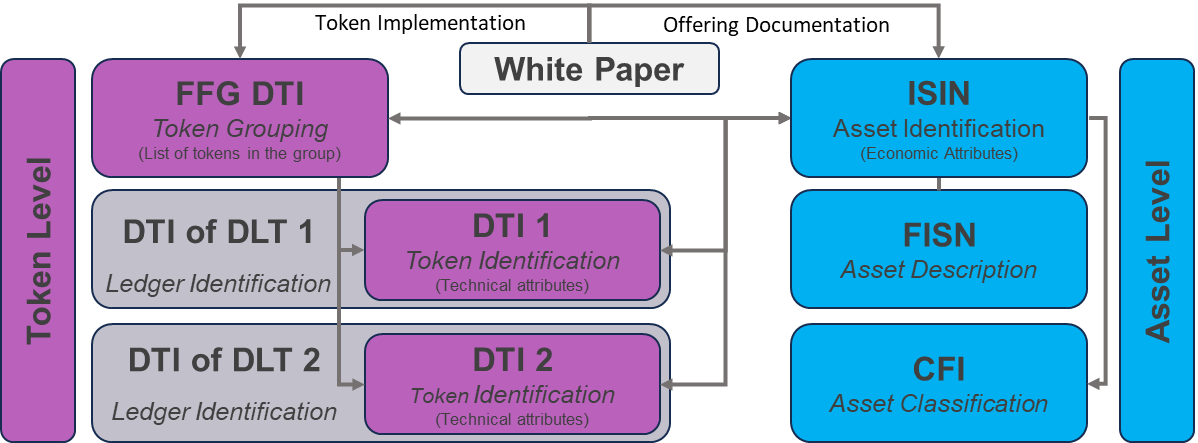 Token Implementation
Offering Documentation
White Paper
Token Level
FFG DTI
Token Grouping
(List of tokens in the group)
DTI of DLT 1
Ledger Identification
DTI 1
Token Identification
(Technical attributes)
DTI of DLT 2
Ledger Identification
DTI 2
Token Identification
(Technical attributes)
ISIN
Asset Identification
(Economic Attributes)
FISN
Asset Description
CFI
Asset Classification
Asset Level